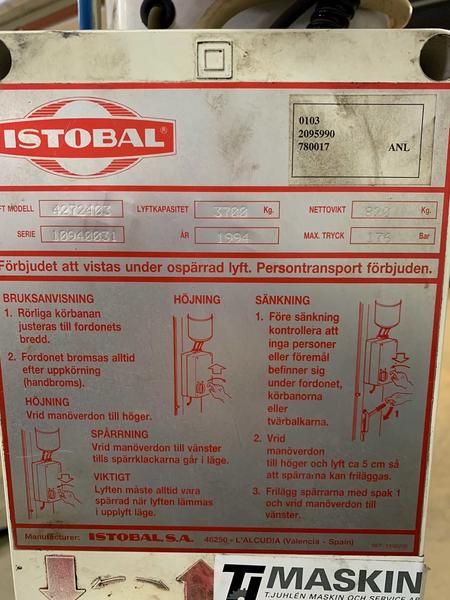 ISTOBAL®
0103
2095990
780017 ANL
FT MODELL 4272403 LYFTKAPASITET 3700 Kg. NETTOVIKT Kg.
SERIE 10940031 ÅR 1994 MAX. TRYCK 176 Bar
Förbjudet att vistas under ospärrad lyft. Persontransport förbjuden.
BRUKSANVISNING
1. Rörliga körbanan
justeras till fordonets
bredd.
2. Fordonet bromsas alltid
efter uppkörning
(handbroms).
HÖJNING
Vrid manöverdon till höger.
HÖJNING
SPÄRRNING
Vrid manöverdon till vänster
tills spärrklackarna går i läge.
VIKTIGT
Lyften måste alltid vara
spärrad när lyften lämmas
i upplyft läge.
SÄNKNING
1. Före sänkning
kontrollera att
inga personer
eller föremål
befinner sig
under fordonet,
körbanorna
eller
tvärbalkarna.
1
2. Vrid
manöverdon
till höger och lyft ca 5 cm så
att spärrarna kan friläggas.
3. Frilägg spärrarna med spak 1
och vrid manöverdon till
vänster.
Manufacturer: ISTOBAL S.A. 46250 - L'ALCUDIA (Valencia - Spain)
MASKIN
T.JUHLÉN MASKIN OCH SERVICE AB